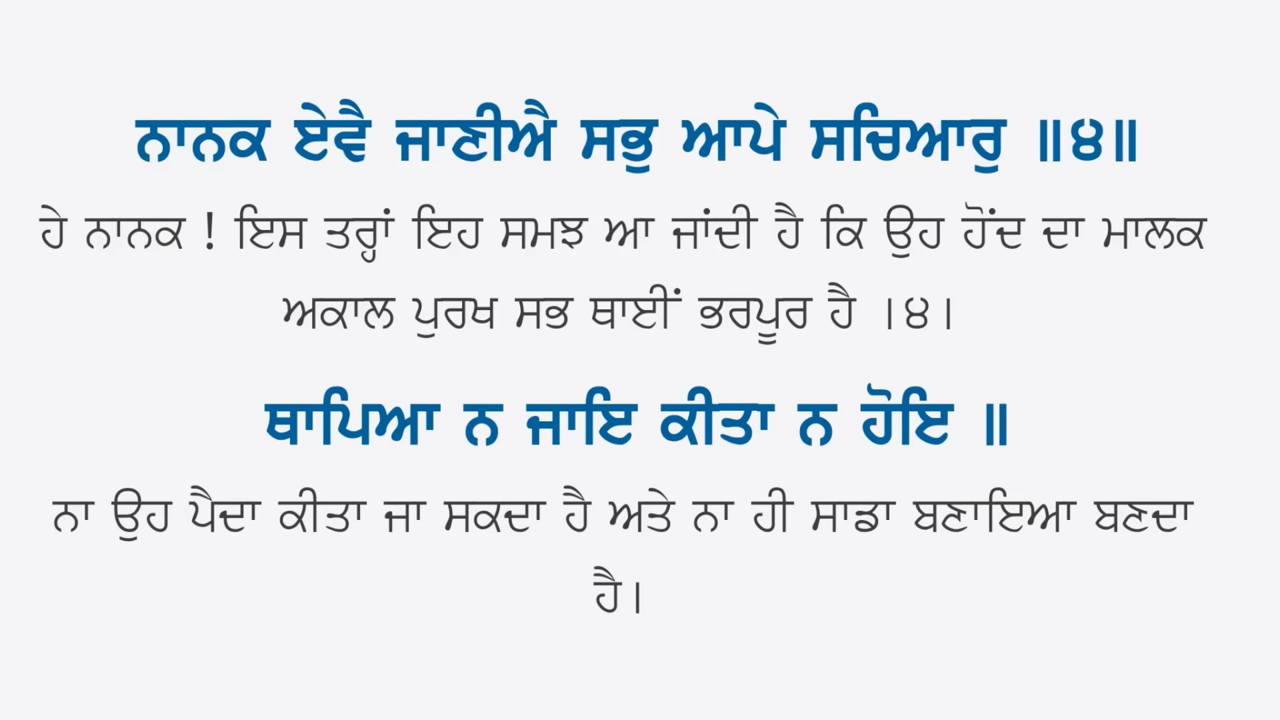 ਨਾਨਕ ਏਵੈ ਜਾਣੀਐ ਸਭੁ ਆਪੇ ਸਚਿਆਰੁ ॥੪॥
ਹੇ ਨਾਨਕ ! ਇਸ ਤਰ੍ਹਾਂ ਇਹ ਸਮਝ ਆ ਜਾਂਦੀ ਹੈ ਕਿ ਉਹ ਹੋਂਦ ਦਾ ਮਾਲਕ
ਅਕਾਲ ਪੁਰਖ ਸਭ ਥਾਈਂ ਭਰਪੂਰ ਹੈ ।੪।
ਥਾਪਿਆ ਨ ਜਾਇ ਕੀਤਾ ਨ ਹੋਇ ॥
ਨਾ ਉਹ ਪੈਦਾ ਕੀਤਾ ਜਾ ਸਕਦਾ ਹੈ ਅਤੇ ਨਾ ਹੀ ਸਾਡਾ ਬਣਾਇਆ ਬਣਦਾ
ਹੈ।